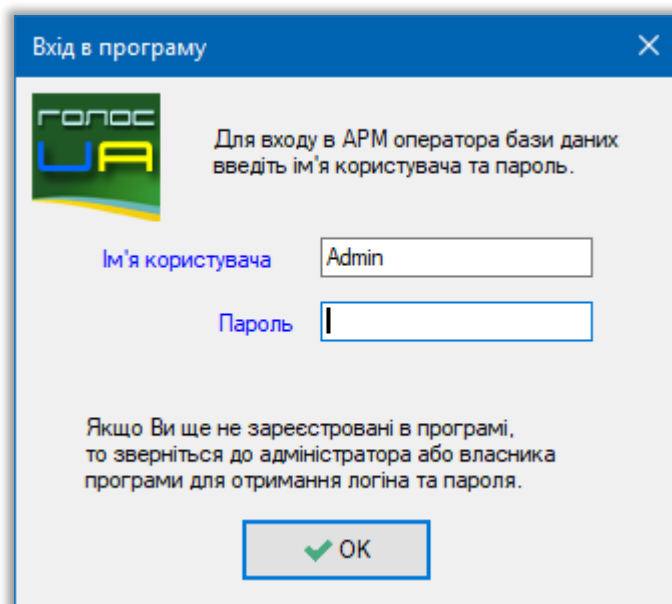 Вхід в програму
голос
UA
Для входу в АРМ оператора бази даних
введіть ім'я користувача та пароль.
Ім'я користувача
Admin
Пароль
Якщо Ви ще не зареєстровані в програмі,
то зверніться до адміністратора або власника
програми для отримання логіна та пароля.
OK